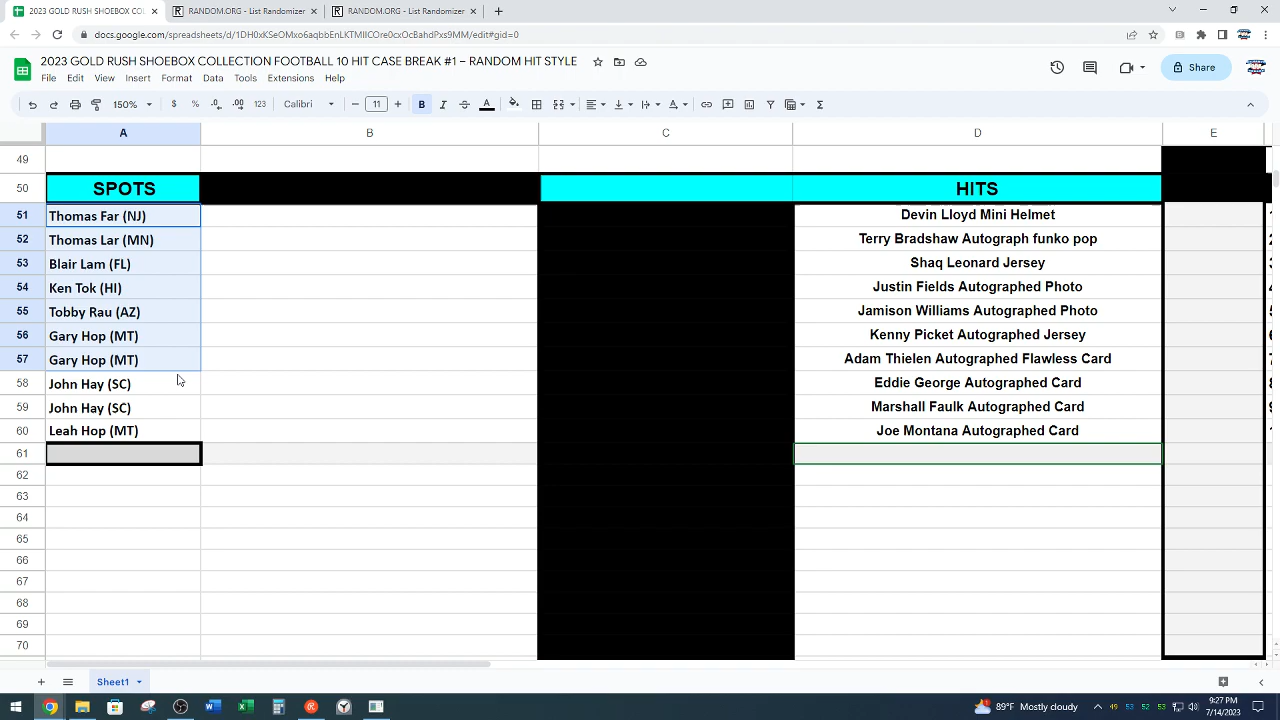 2023 GOLD RUSH SHOEBOX COL
RANDOM.ORG - List Randomizer
RANDOM.ORG - List Randomizer
docs.google.com/spreadsheets/d/1DH0xKSeOMxo6aqbbEnLKTMIlCOre0cxOcBahdPxs9MM/edit#gid=0
2023 GOLD RUSH SHOEBOX COLLECTION FOOTBALL 10 HIT CASE BREAK #1 – RANDOM HIT STYLE
File Edit View Insert Format Data Tools Extensions Help
Share
150% $ % .0 .00 123 Calibri 11 B A
A B C D E
49
50 SPOTS HITS
51 Thomas Far (NJ) Devin Lloyd Mini Helmet
52 Thomas Lar (MN) Terry Bradshaw Autograph funko pop
53 Blair Lam (FL) Shaq Leonard Jersey
54 Ken Tok (HI) Justin Fields Autographed Photo
55 Tobby Rau (AZ) Jamison Williams Autographed Photo
56 Gary Hop (MT) Kenny Picket Autographed Jersey
57 Gary Hop (MT) Adam Thielen Autographed Flawless Card
58 John Hay (SC) Eddie George Autographed Card
59 John Hay (SC) Marshall Faulk Autographed Card
60 Leah Hop (MT) Joe Montana Autographed Card
61
62
63
64
65
66
67
68
69
70
Sheet1
89°F Mostly cloudy
49 53 52 53
9:27 PM
7/14/2023